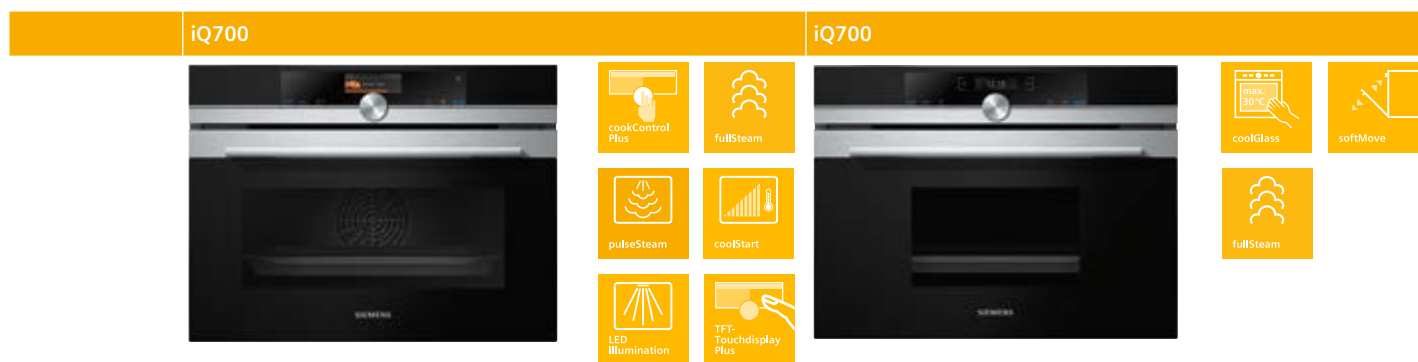 iQ700
iQ700
cookControl
Plus
fullSteam
pulseSteam
coolStart
LED
Illumination
TFT-
Touchdisplay
Plus
SIEMENS
max.
30°C
coolGlass
softMove
fullSteam
SIEMENS